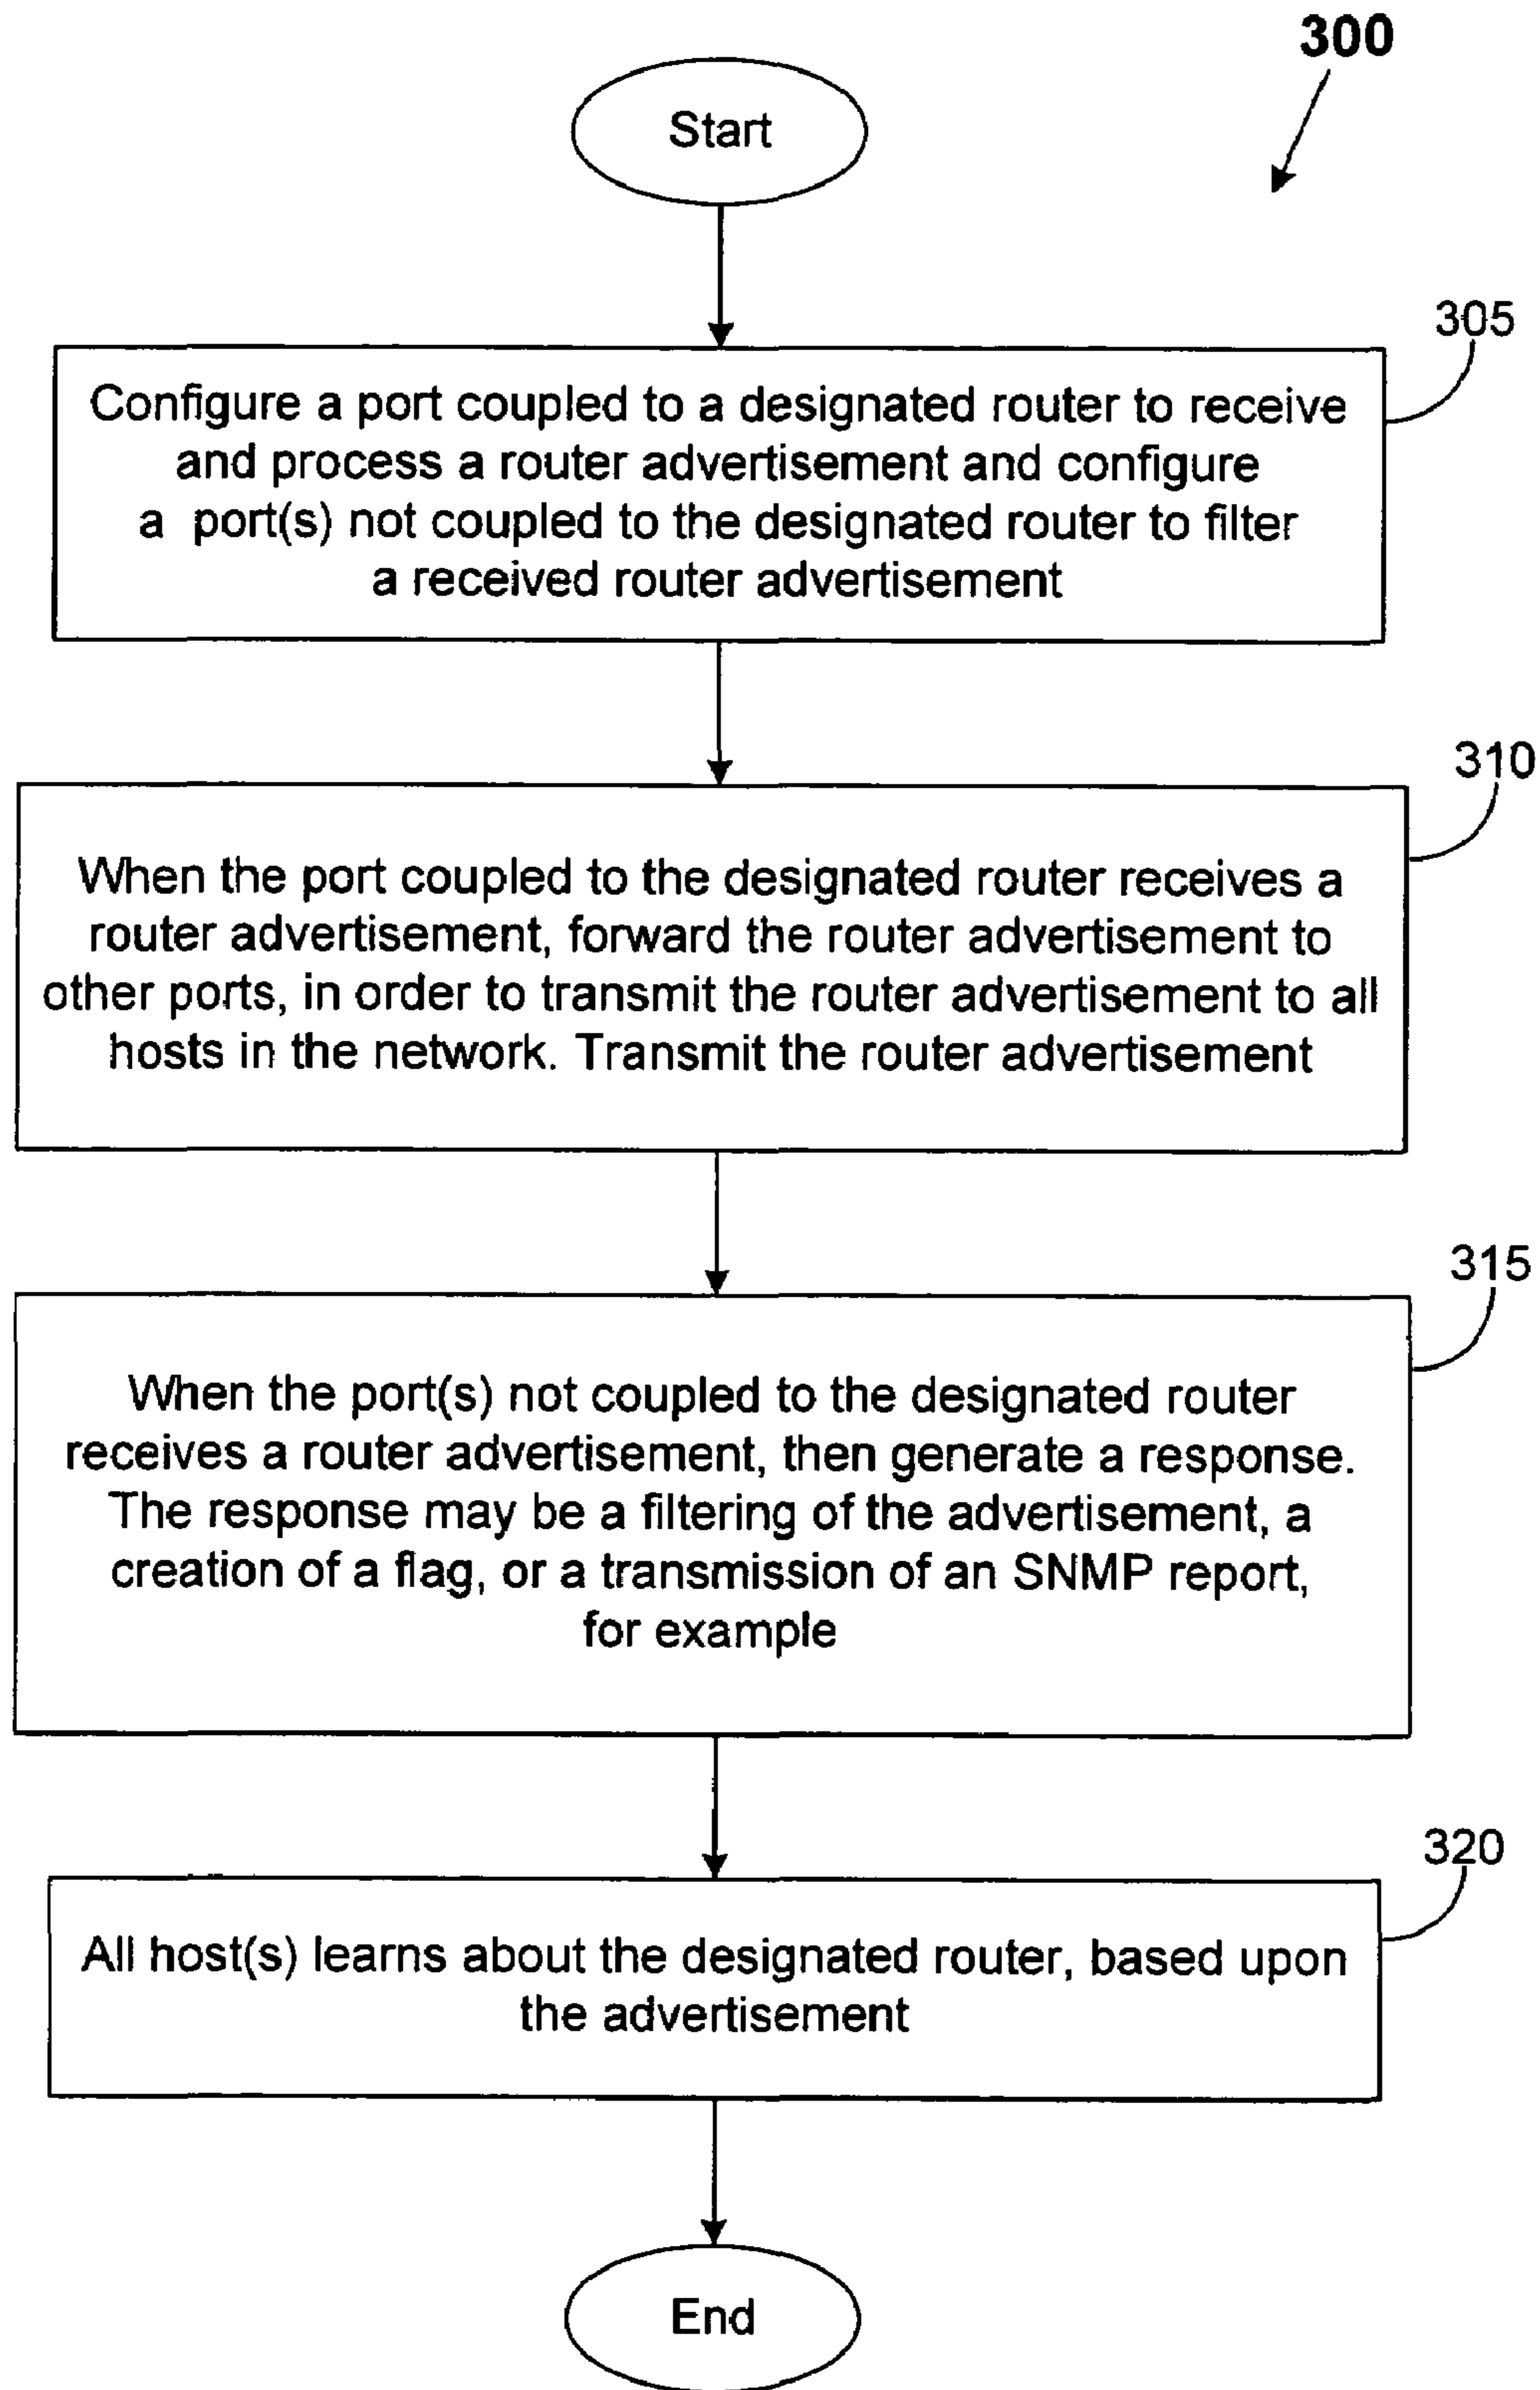 300
Start
305
Configure a port coupled to a designated router to receive
and process a router advertisement and configure
a port(s) not coupled to the designated router to filter
a received router advertisement
310
When the port coupled to the designated router receives a
router advertisement, forward the router advertisement to
other ports, in order to transmit the router advertisement to all
hosts in the network. Transmit the router advertisement
315
When the port(s) not coupled to the designated router
receives a router advertisement, then generate a response.
The response may be a filtering of the advertisement, a
creation of a flag, or a transmission of an SNMP report,
for example
320
All host(s) learns about the designated router, based upon
the advertisement
End